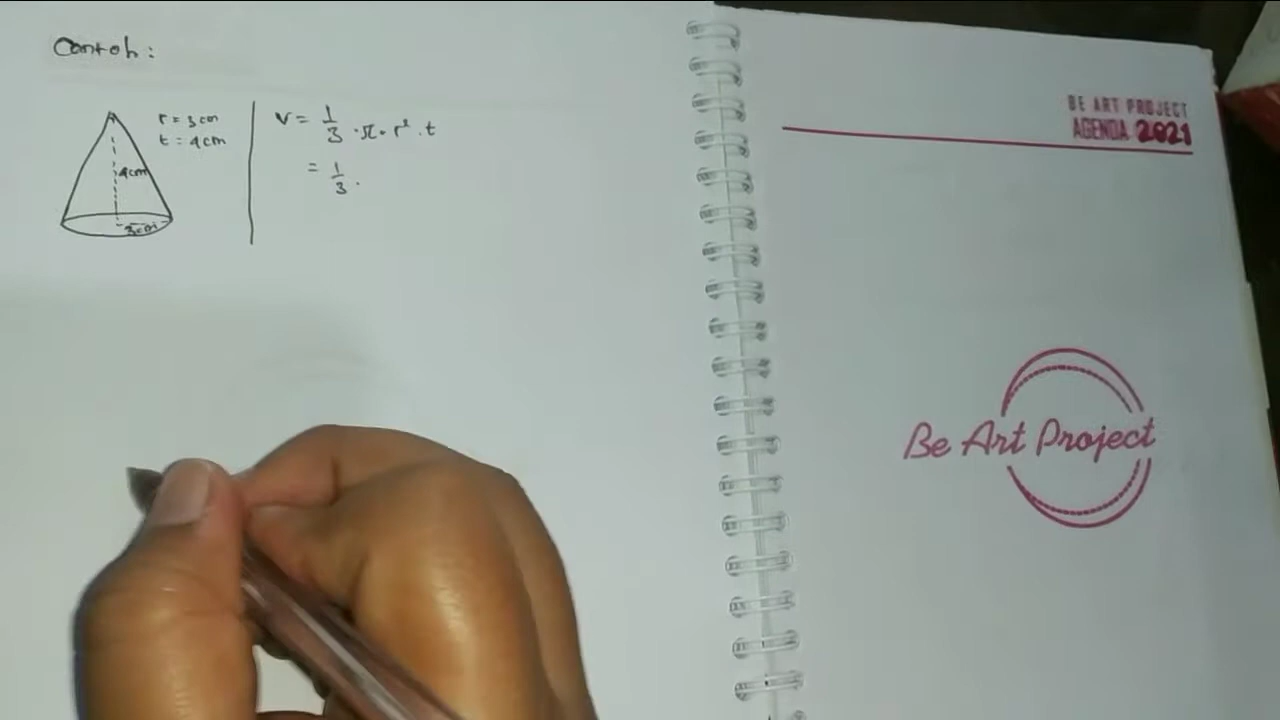 Contoh :
r = 3 cm
t = 4 cm
4cm
3cm
V = 1/3 · π · r² · t
= 1/3 ·
BE ART PROJECT
AGENDA 2021
Be Art Project